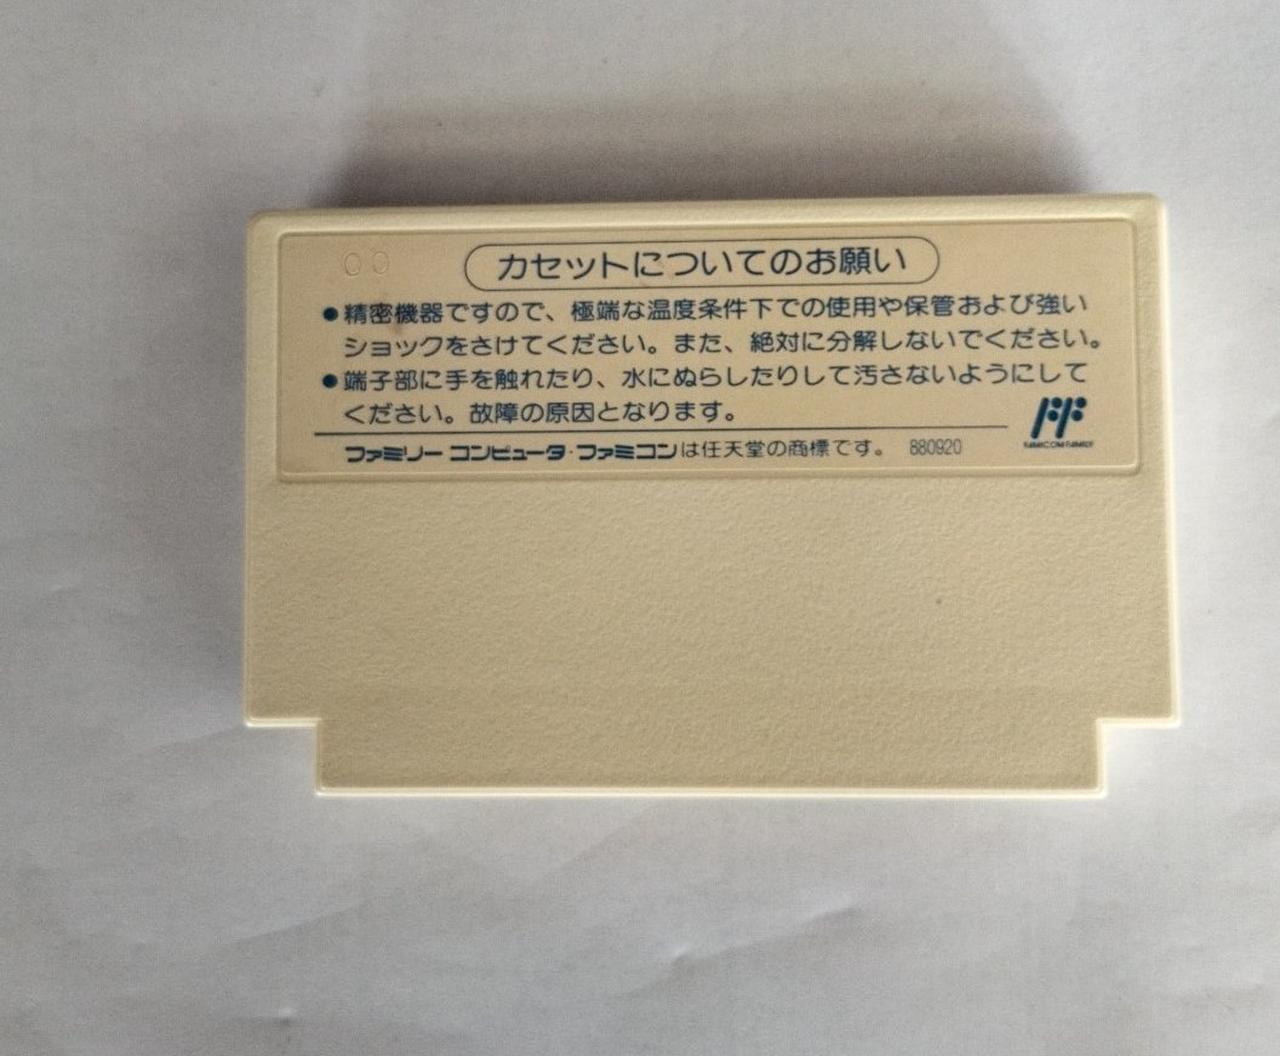 00
カセットについてのお願い
●精密機器ですので、極端な温度条件下での使用や保管および強い
ショックをさけてください。また、絶対に分解しないでください。
●端子部に手を触れたり、水にぬらしたりして汚さないようにして
ください。故障の原因となります。
ファミリー コンピュータ・ファミコンは任天堂の商標です。 880920
FAMICOM FAMILY